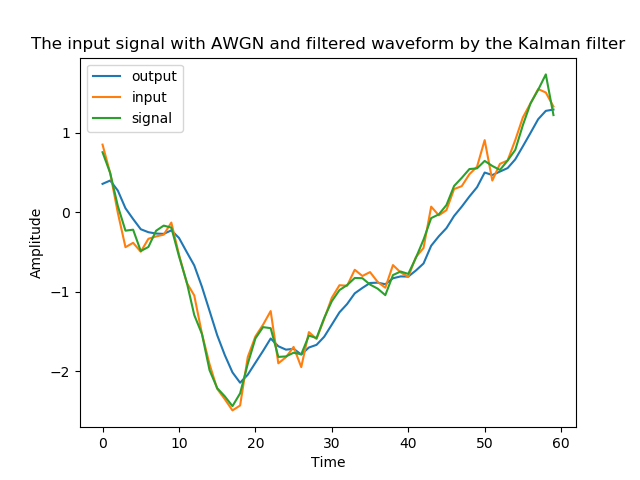 The input signal with AWGN and filtered waveform by the Kalman filter
output
input
signal
Amplitude
1
0
−1
−2
0 10 20 30 40 50 60
Time